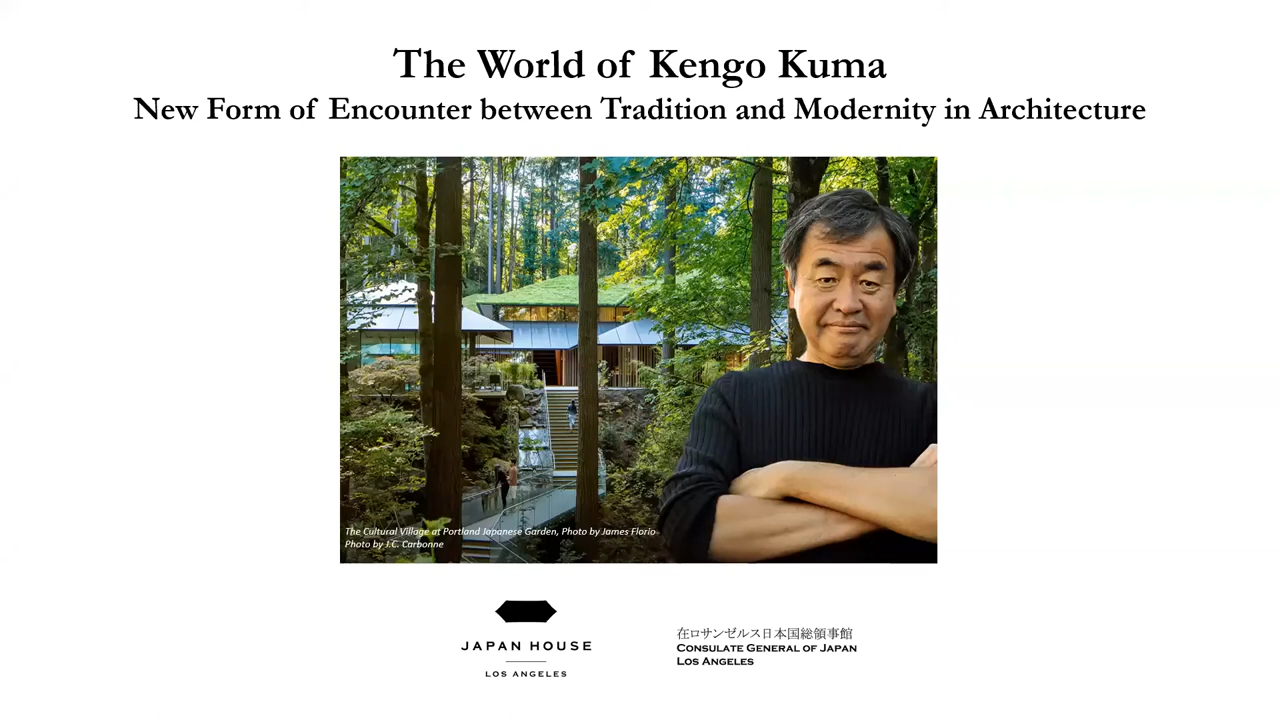 The World of Kengo Kuma
New Form of Encounter between Tradition and Modernity in Architecture
The Cultural Village at Portland Japanese Garden, Photo by James Florio
Photo by J.C. Carbonne
JAPAN HOUSE
LOS ANGELES
在ロサンゼルス日本国総領事館
CONSULATE GENERAL OF JAPAN
LOS ANGELES